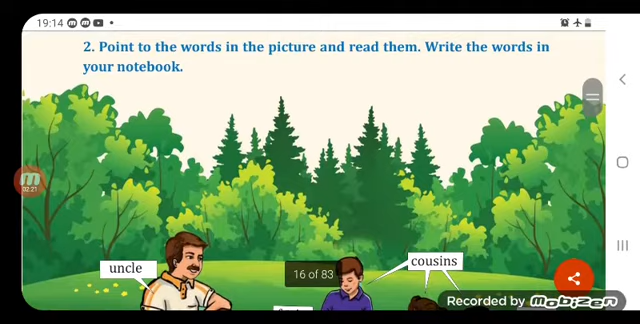 19:14
2. Point to the words in the picture and read them. Write the words in
your notebook.
02:21
uncle
16 of 83
cousins
Recorded by mobizen